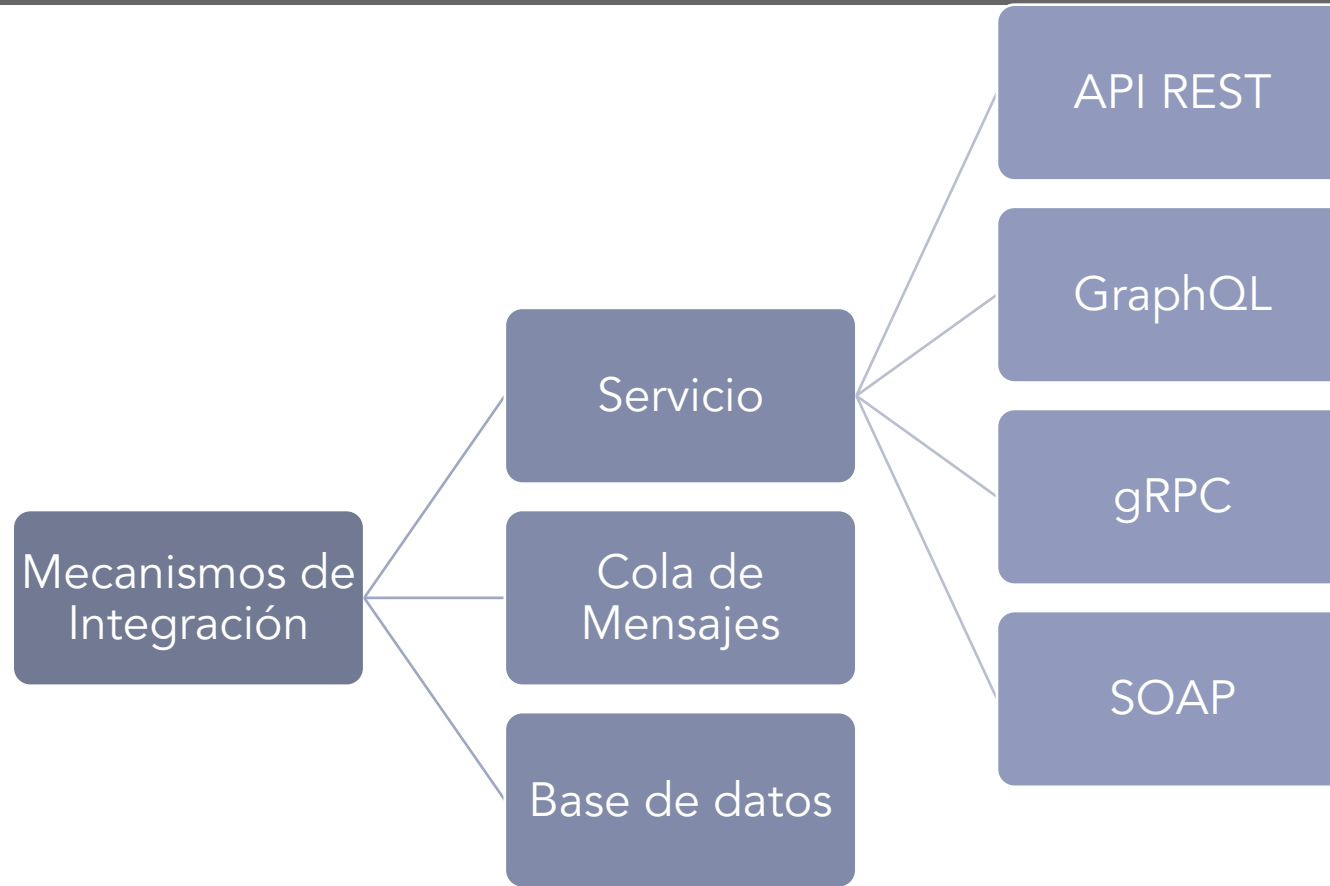 Mecanismos de
Integración
Servicio
Cola de
Mensajes
Base de datos
API REST
GraphQL
gRPC
SOAP